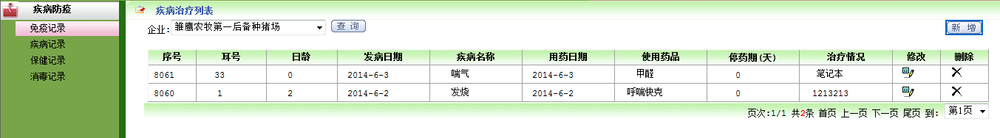 疾病防疫
免疫记录
疾病记录
保健记录
消毒记录
疾病治疗列表
企业: 雏鹰农牧第一后备种猪场 查 询 新 增
序号 耳号 日龄 发病日期 疾病名称 用药日期 使用药品 停药期(天) 治疗情况 修改 删除
8061 33 0 2014-6-3 喘气 2014-6-3 甲醛 0 笔记本
8060 1 2 2014-6-2 发烧 2014-6-2 呼喘快克 0 1213213
页次:1/1 共2条 首页 上一页 下一页 尾页 到: 第1页